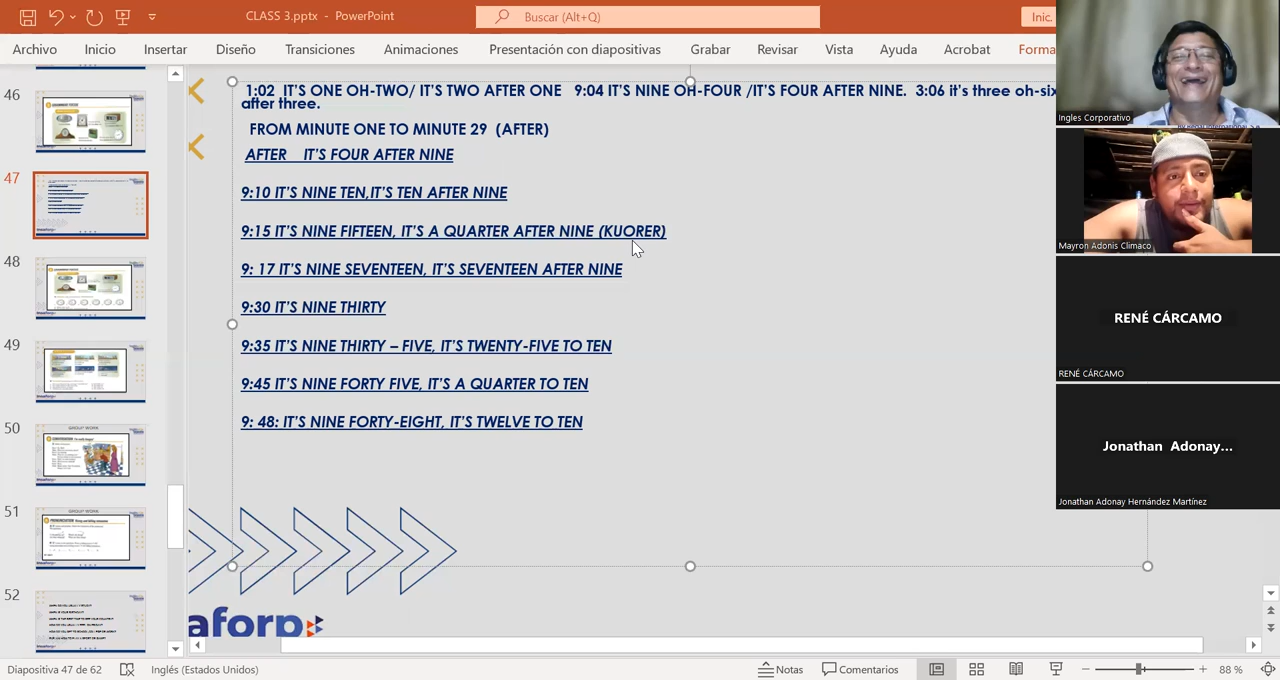 CLASS 3.pptx - PowerPoint
Buscar (Alt+Q)
Inic.
Archivo Inicio Insertar Diseño Transiciones Animaciones Presentación con diapositivas Grabar Revisar Vista Ayuda Acrobat Forma
46
47
48
49
50
51
52
1:02 IT'S ONE OH-TWO/ IT'S TWO AFTER ONE 9:04 IT'S NINE OH-FOUR /IT'S FOUR AFTER NINE. 3:06 it's three oh-six
after three.
FROM MINUTE ONE TO MINUTE 29 (AFTER)
AFTER IT'S FOUR AFTER NINE
9:10 IT'S NINE TEN,IT'S TEN AFTER NINE
9:15 IT'S NINE FIFTEEN, IT'S A QUARTER AFTER NINE (KUORER)
9: 17 IT'S NINE SEVENTEEN, IT'S SEVENTEEN AFTER NINE
9:30 IT'S NINE THIRTY
9:35 IT'S NINE THIRTY – FIVE, IT'S TWENTY-FIVE TO TEN
9:45 IT'S NINE FORTY FIVE, IT'S A QUARTER TO TEN
9: 48: IT'S NINE FORTY-EIGHT, IT'S TWELVE TO TEN
aforp
Ingles Corporativo
Mayron Adonis Climaco
RENÉ CÁRCAMO
RENÉ CÁRCAMO
Jonathan Adonay...
Jonathan Adonay Hernández Martínez
Diapositiva 47 de 62 Inglés (Estados Unidos) Notas Comentarios 88 %